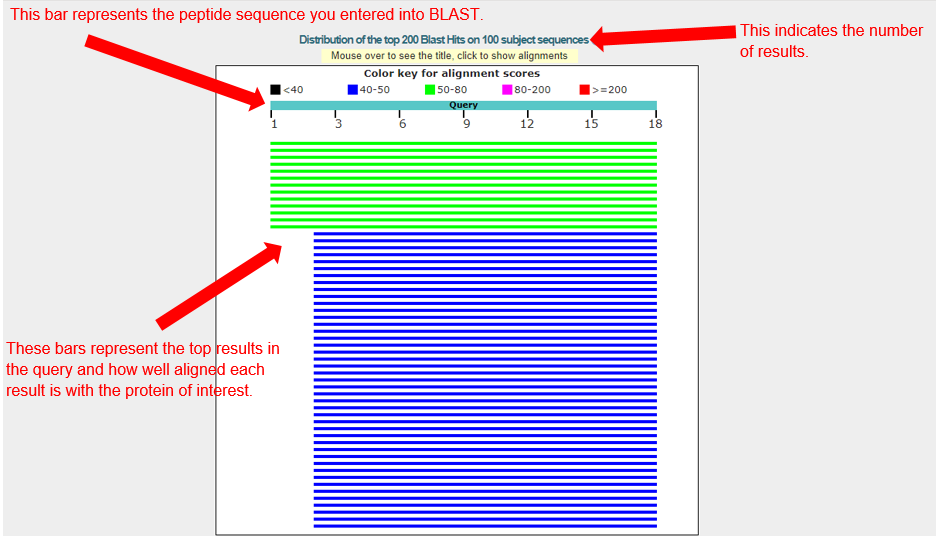 This bar represents the peptide sequence you entered into BLAST.
Distribution of the top 200 Blast Hits on 100 subject sequences
This indicates the number
of results.
Mouse over to see the title, click to show alignments
Color key for alignment scores
<40 40-50 50-80 80-200 >=200
Query
1 3 6 9 12 15 18
These bars represent the top results in
the query and how well aligned each
result is with the protein of interest.